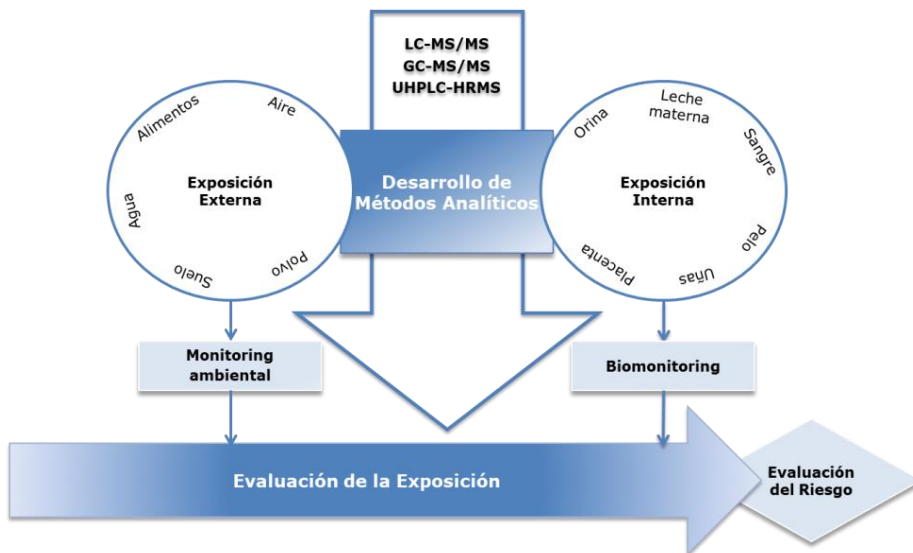 LC-MS/MS
GC-MS/MS
UHPLC-HRMS
Alimentos
Aire
Agua
Exposición
Externa
Suelo
Polvo
Desarrollo de
Métodos Analíticos
Orina
Leche
materna
Sangre
Exposición
Interna
Pelo
Uñas
Placenta
Monitoring
ambiental
Biomonitoring
Evaluación de la Exposición
Evaluación
del Riesgo